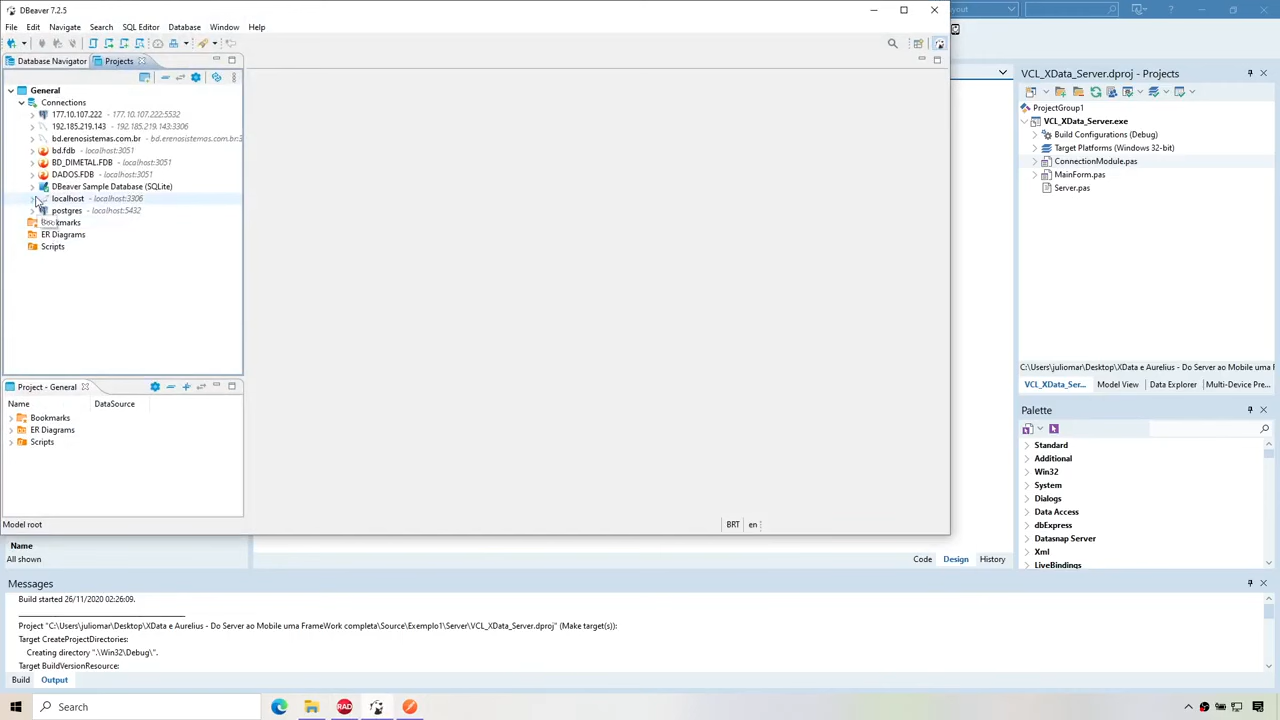 DBeaver 7.2.5
File Edit Navigate Search SQL Editor Database Window Help
Database Navigator Projects
General
Connections
177.10.107.222 - 177.10.107.222:5532
192.185.219.143 - 192.185.219.143:3306
bd.erenosistemas.com.br - bd.erenosistemas.com.br:3
bd.fdb - localhost:3051
BD_DIMETAL.FDB - localhost:3051
DADOS.FDB - localhost:3051
DBeaver Sample Database (SQLite)
localhost - localhost:3306
postgres - localhost:5432
Bookmarks
ER Diagrams
Scripts
Project - General
Name DataSource
Bookmarks
ER Diagrams
Scripts
Model root
BRT en
Name
All shown
Code Design History
VCL_XData_Server.dproj - Projects
ProjectGroup1
VCL_XData_Server.exe
Build Configurations (Debug)
Target Platforms (Windows 32-bit)
ConnectionModule.pas
MainForm.pas
Server.pas
C:\Users\juliomar\Desktop\XData e Aurelius - Do Server ao Mobile uma F
VCL_XData_Ser... Model View Data Explorer Multi-Device Pre...
Palette
Standard
Additional
Win32
System
Dialogs
Data Access
dbExpress
Datasnap Server
Xml
LiveBindings
Messages
Build started 26/11/2020 02:26:09.
Project "C:\Users\juliomar\Desktop\XData e Aurelius - Do Server ao Mobile uma FrameWork completa\Source\Exemplo1\Server\VCL_XData_Server.dproj" (Make target(s)):
Target CreateProjectDirectories:
Creating directory ".\Win32\Debug\".
Target BuildVersionResource:
Build Output
Search
RAD